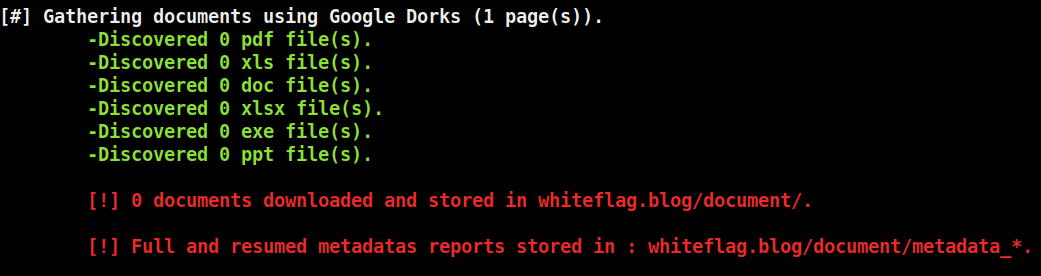 [#] Gathering documents using Google Dorks (1 page(s)).
-Discovered 0 pdf file(s).
-Discovered 0 xls file(s).
-Discovered 0 doc file(s).
-Discovered 0 xlsx file(s).
-Discovered 0 exe file(s).
-Discovered 0 ppt file(s).
[!] 0 documents downloaded and stored in whiteflag.blog/document/.
[!] Full and resumed metadatas reports stored in : whiteflag.blog/document/metadata_*.